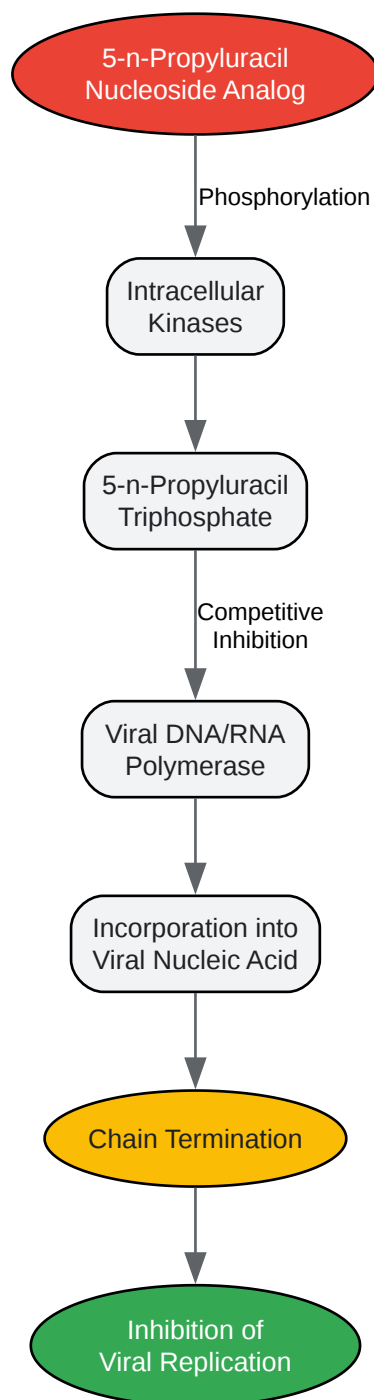 5-n-Propyluracil
Nucleoside Analog
Phosphorylation
Intracellular
Kinases
5-n-Propyluracil
Triphosphate
Competitive
Inhibition
Viral DNA/RNA
Polymerase
Incorporation into
Viral Nucleic Acid
Chain Termination
Inhibition of
Viral Replication